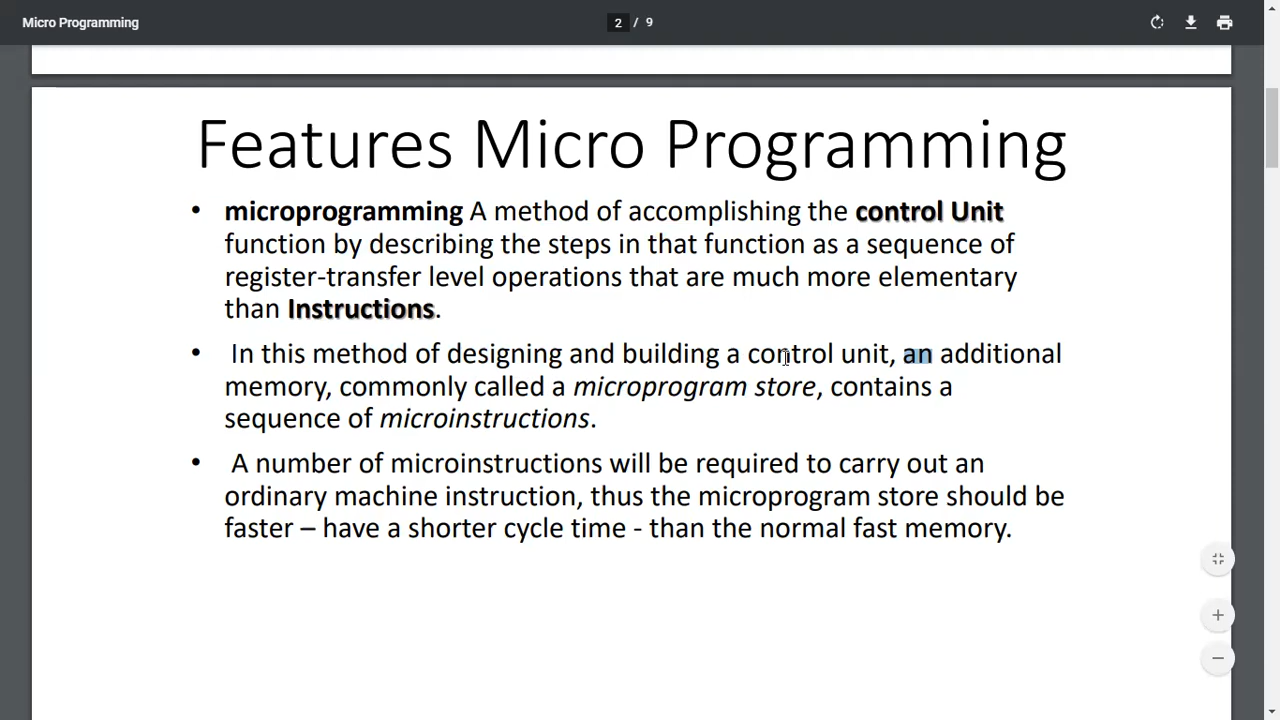 Micro Programming
2 / 9
Features Micro Programming
• microprogramming A method of accomplishing the control Unit
function by describing the steps in that function as a sequence of
register-transfer level operations that are much more elementary
than Instructions.
• In this method of designing and building a control unit, an additional
memory, commonly called a microprogram store, contains a
sequence of microinstructions.
• A number of microinstructions will be required to carry out an
ordinary machine instruction, thus the microprogram store should be
faster – have a shorter cycle time - than the normal fast memory.